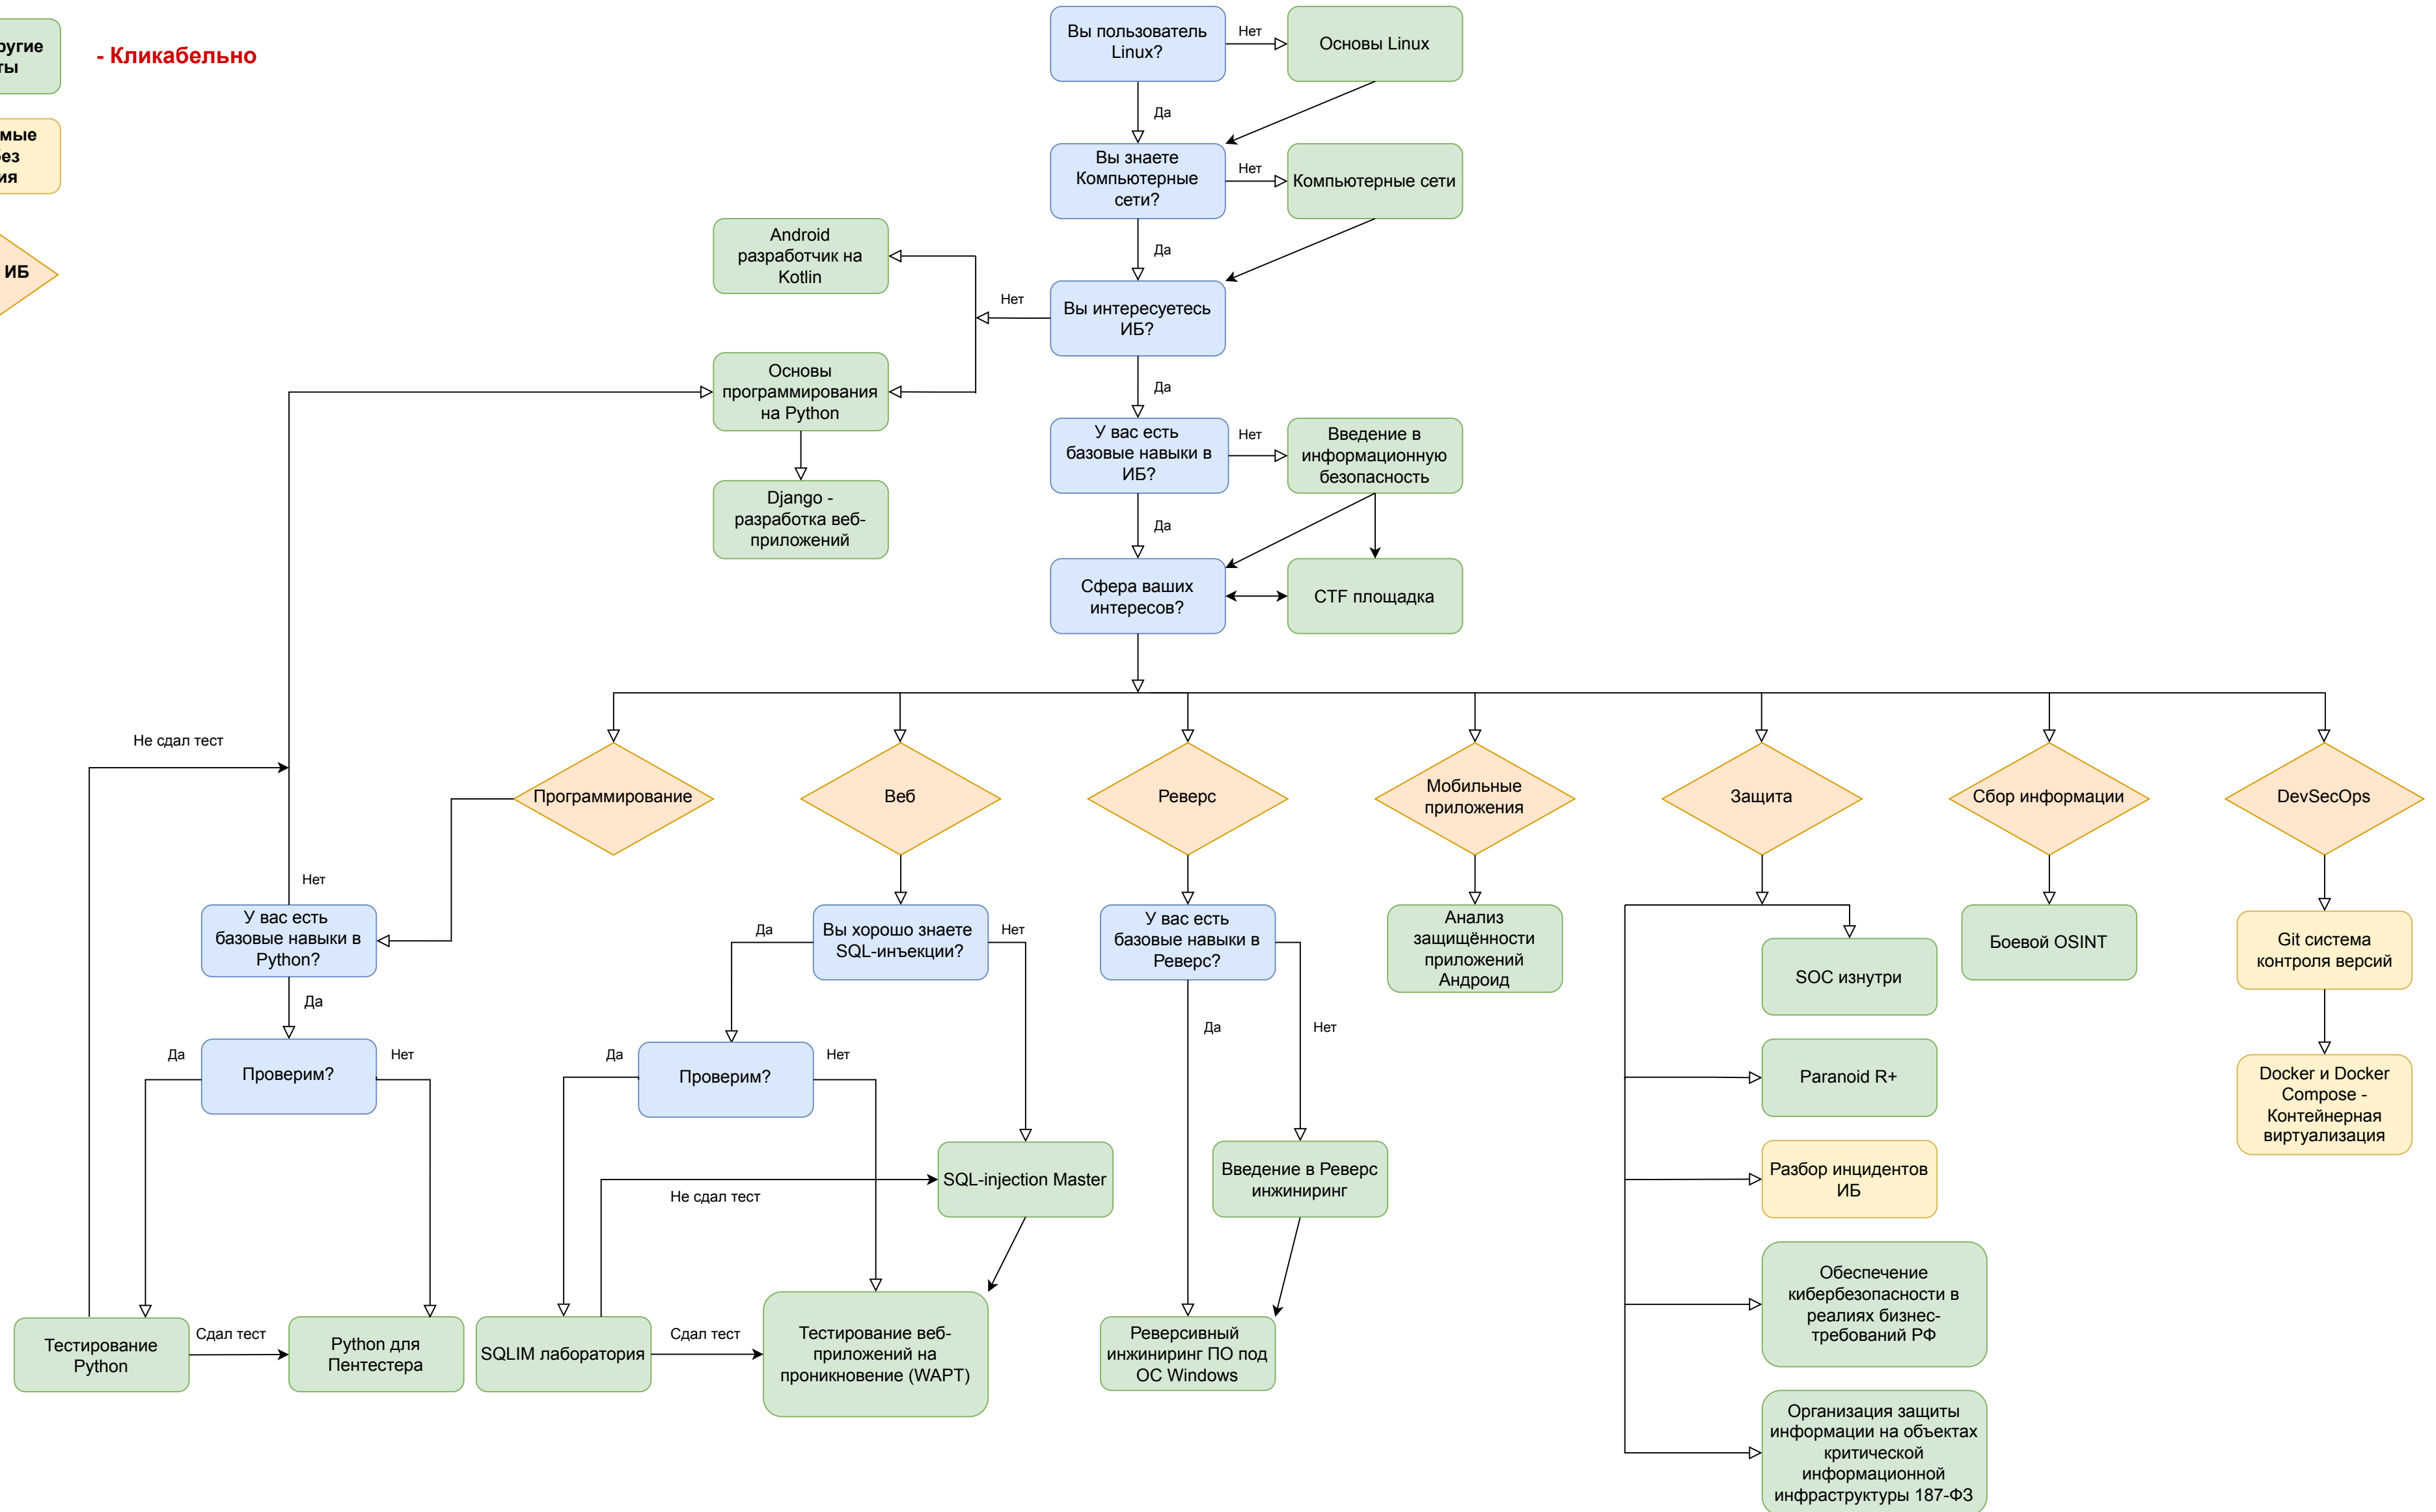 - Кликабельно
ИБ
Вы пользователь
Linux?
Нет
Основы Linux
Да
Вы знаете
Компьютерные
сети?
Нет
Компьютерные сети
Да
Android
разработчик на
Kotlin
Нет
Вы интересуетесь
ИБ?
Основы
программирования
на Python
Да
Django -
разработка веб-
приложений
У вас есть
базовые навыки в
ИБ?
Нет
Введение в
информационную
безопасность
Да
Сфера ваших
интересов?
CTF площадка
Не сдал тест
Программирование
Веб
Реверс
Мобильные
приложения
Защита
Сбор информации
DevSecOps
Нет
У вас есть
базовые навыки в
Python?
Да
Проверим?
Да
Нет
Тестирование
Python
Сдал тест
Python для
Пентестера
Да
Вы хорошо знаете
SQL-инъекции?
Нет
Да
Проверим?
Нет
SQL-injection Master
Не сдал тест
SQLIM лаборатория
Сдал тест
Тестирование веб-
приложений на
проникновение (WAPT)
У вас есть
базовые навыки в
Реверс?
Да
Нет
Введение в Реверс
инжиниринг
Реверсивный
инжиниринг ПО под
ОС Windows
Анализ
защищённости
приложений
Андроид
SOC изнутри
Paranoid R+
Разбор инцидентов
ИБ
Обеспечение
кибербезопасности в
реалиях бизнес-
требований РФ
Организация защиты
информации на объектах
критической
информационной
инфраструктуры 187-ФЗ
Боевой OSINT
Git система
контроля версий
Docker и Docker
Compose -
Контейнерная
виртуализация